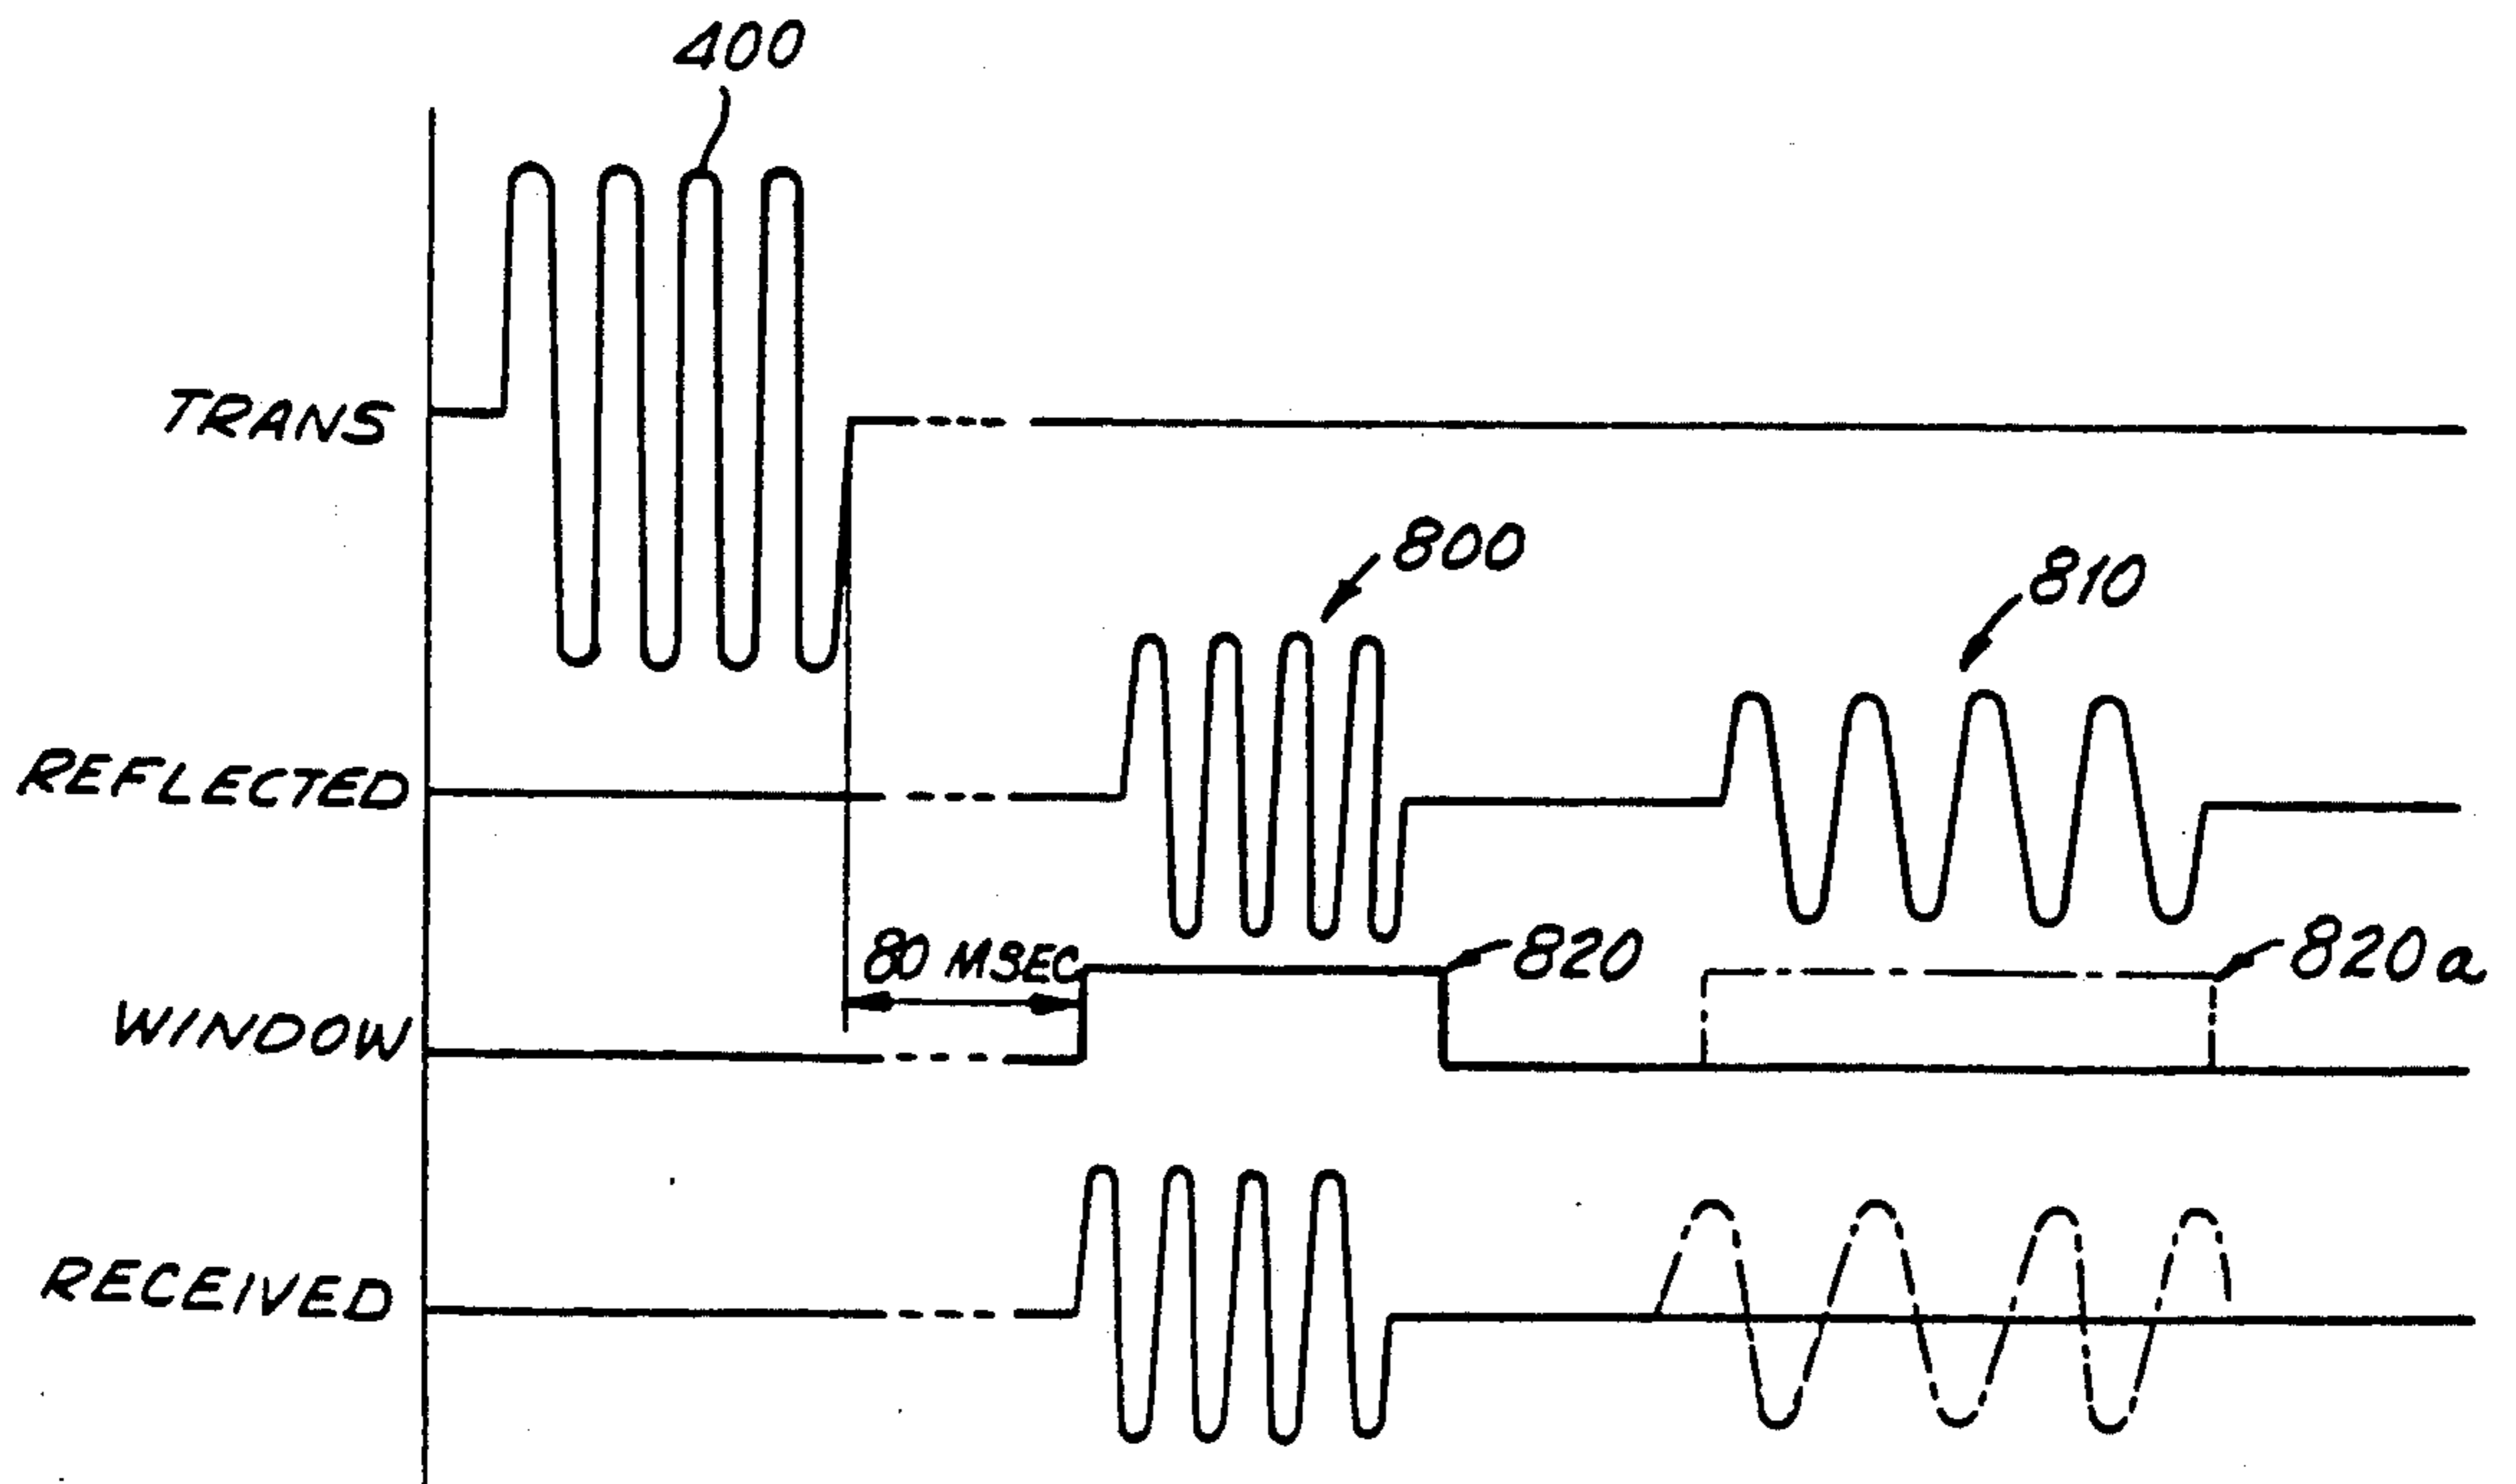 400
TRANS
800
810
REFLECTED
80 MSEC
820
820a
WINDOW
RECEIVED